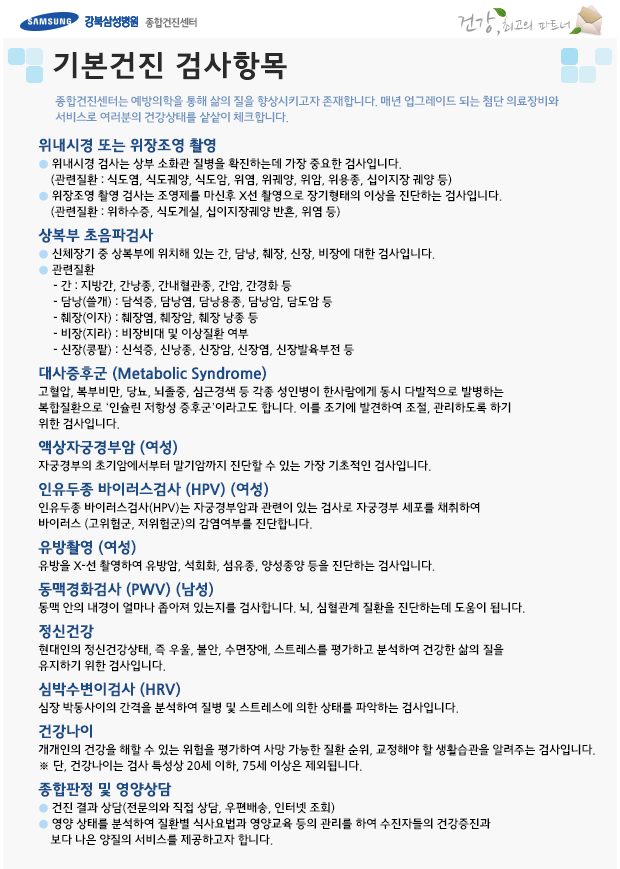 SAMSUNG 강북삼성병원 종합건진센터
건강, 최고의 파트너
기본건진 검사항목
종합건진센터는 예방의학을 통해 삶의 질을 향상시키고자 존재합니다. 매년 업그레이드 되는 첨단 의료장비와
서비스로 여러분의 건강상태를 샅샅이 체크합니다.
위내시경 또는 위장조영 촬영
● 위내시경 검사는 상부 소화관 질병을 확진하는데 가장 중요한 검사입니다.
(관련질환 : 식도염, 식도궤양, 식도암, 위염, 위궤양, 위암, 위용종, 십이지장 궤양 등)
● 위장조영 촬영 검사는 조영제를 마신후 X선 촬영으로 장기형태의 이상을 진단하는 검사입니다.
(관련질환 : 위하수증, 식도게실, 십이지장궤양 반흔, 위염 등)
상복부 초음파검사
● 신체장기 중 상복부에 위치해 있는 간, 담낭, 췌장, 신장, 비장에 대한 검사입니다.
● 관련질환
- 간 : 지방간, 간낭종, 간내혈관종, 간암, 간경화 등
- 담낭(쓸개) : 담석증, 담낭염, 담낭용종, 담낭암, 담도암 등
- 췌장(이자) : 췌장염, 췌장암, 췌장 낭종 등
- 비장(지라) : 비장비대 및 이상질환 여부
- 신장(콩팥) : 신석증, 신낭종, 신장암, 신장염, 신장발육부전 등
대사증후군 (Metabolic Syndrome)
고혈압, 복부비만, 당뇨, 뇌졸중, 심근경색 등 각종 성인병이 한사람에게 동시 다발적으로 발병하는
복합질환으로 '인슐린 저항성 증후군'이라고도 합니다. 이를 조기에 발견하여 조절, 관리하도록 하기
위한 검사입니다.
액상자궁경부암 (여성)
자궁경부의 초기암에서부터 말기암까지 진단할 수 있는 가장 기초적인 검사입니다.
인유두종 바이러스검사 (HPV) (여성)
인유두종 바이러스검사(HPV)는 자궁경부암과 관련이 있는 검사로 자궁경부 세포를 채취하여
바이러스 (고위험군, 저위험군)의 감염여부를 진단합니다.
유방촬영 (여성)
유방을 X-선 촬영하여 유방암, 석회화, 섬유종, 양성종양 등을 진단하는 검사입니다.
동맥경화검사 (PWV) (남성)
동맥 안의 내경이 얼마나 좁아져 있는지를 검사합니다. 뇌, 심혈관계 질환을 진단하는데 도움이 됩니다.
정신건강
현대인의 정신건강상태, 즉 우울, 불안, 수면장애, 스트레스를 평가하고 분석하여 건강한 삶의 질을
유지하기 위한 검사입니다.
심박수변이검사 (HRV)
심장 박동사이의 간격을 분석하여 질병 및 스트레스에 의한 상태를 파악하는 검사입니다.
건강나이
개개인의 건강을 해할 수 있는 위험을 평가하여 사망 가능한 질환 순위, 교정해야 할 생활습관을 알려주는 검사입니다.
※ 단, 건강나이는 검사 특성상 20세 이하, 75세 이상은 제외됩니다.
종합판정 및 영양상담
● 건진 결과 상담(전문의와 직접 상담, 우편배송, 인터넷 조회)
● 영양 상태를 분석하여 질환별 식사요법과 영양교육 등의 관리를 하여 수진자들의 건강증진과
보다 나은 양질의 서비스를 제공하고자 합니다.